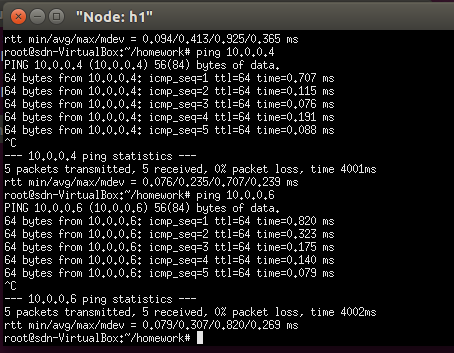 "Node: h1"
rtt min/avg/max/mdev = 0.094/0.413/0.925/0.365 ms
root@sdn-VirtualBox:~/homework# ping 10.0.0.4
PING 10.0.0.4 (10.0.0.4) 56(84) bytes of data.
64 bytes from 10.0.0.4: icmp_seq=1 ttl=64 time=0.707 ms
64 bytes from 10.0.0.4: icmp_seq=2 ttl=64 time=0.115 ms
64 bytes from 10.0.0.4: icmp_seq=3 ttl=64 time=0.076 ms
64 bytes from 10.0.0.4: icmp_seq=4 ttl=64 time=0.191 ms
64 bytes from 10.0.0.4: icmp_seq=5 ttl=64 time=0.088 ms
^C
--- 10.0.0.4 ping statistics ---
5 packets transmitted, 5 received, 0% packet loss, time 4001ms
rtt min/avg/max/mdev = 0.076/0.235/0.707/0.239 ms
root@sdn-VirtualBox:~/homework# ping 10.0.0.6
PING 10.0.0.6 (10.0.0.6) 56(84) bytes of data.
64 bytes from 10.0.0.6: icmp_seq=1 ttl=64 time=0.820 ms
64 bytes from 10.0.0.6: icmp_seq=2 ttl=64 time=0.323 ms
64 bytes from 10.0.0.6: icmp_seq=3 ttl=64 time=0.175 ms
64 bytes from 10.0.0.6: icmp_seq=4 ttl=64 time=0.140 ms
64 bytes from 10.0.0.6: icmp_seq=5 ttl=64 time=0.079 ms
^C
--- 10.0.0.6 ping statistics ---
5 packets transmitted, 5 received, 0% packet loss, time 4002ms
rtt min/avg/max/mdev = 0.079/0.307/0.820/0.269 ms
root@sdn-VirtualBox:~/homework#